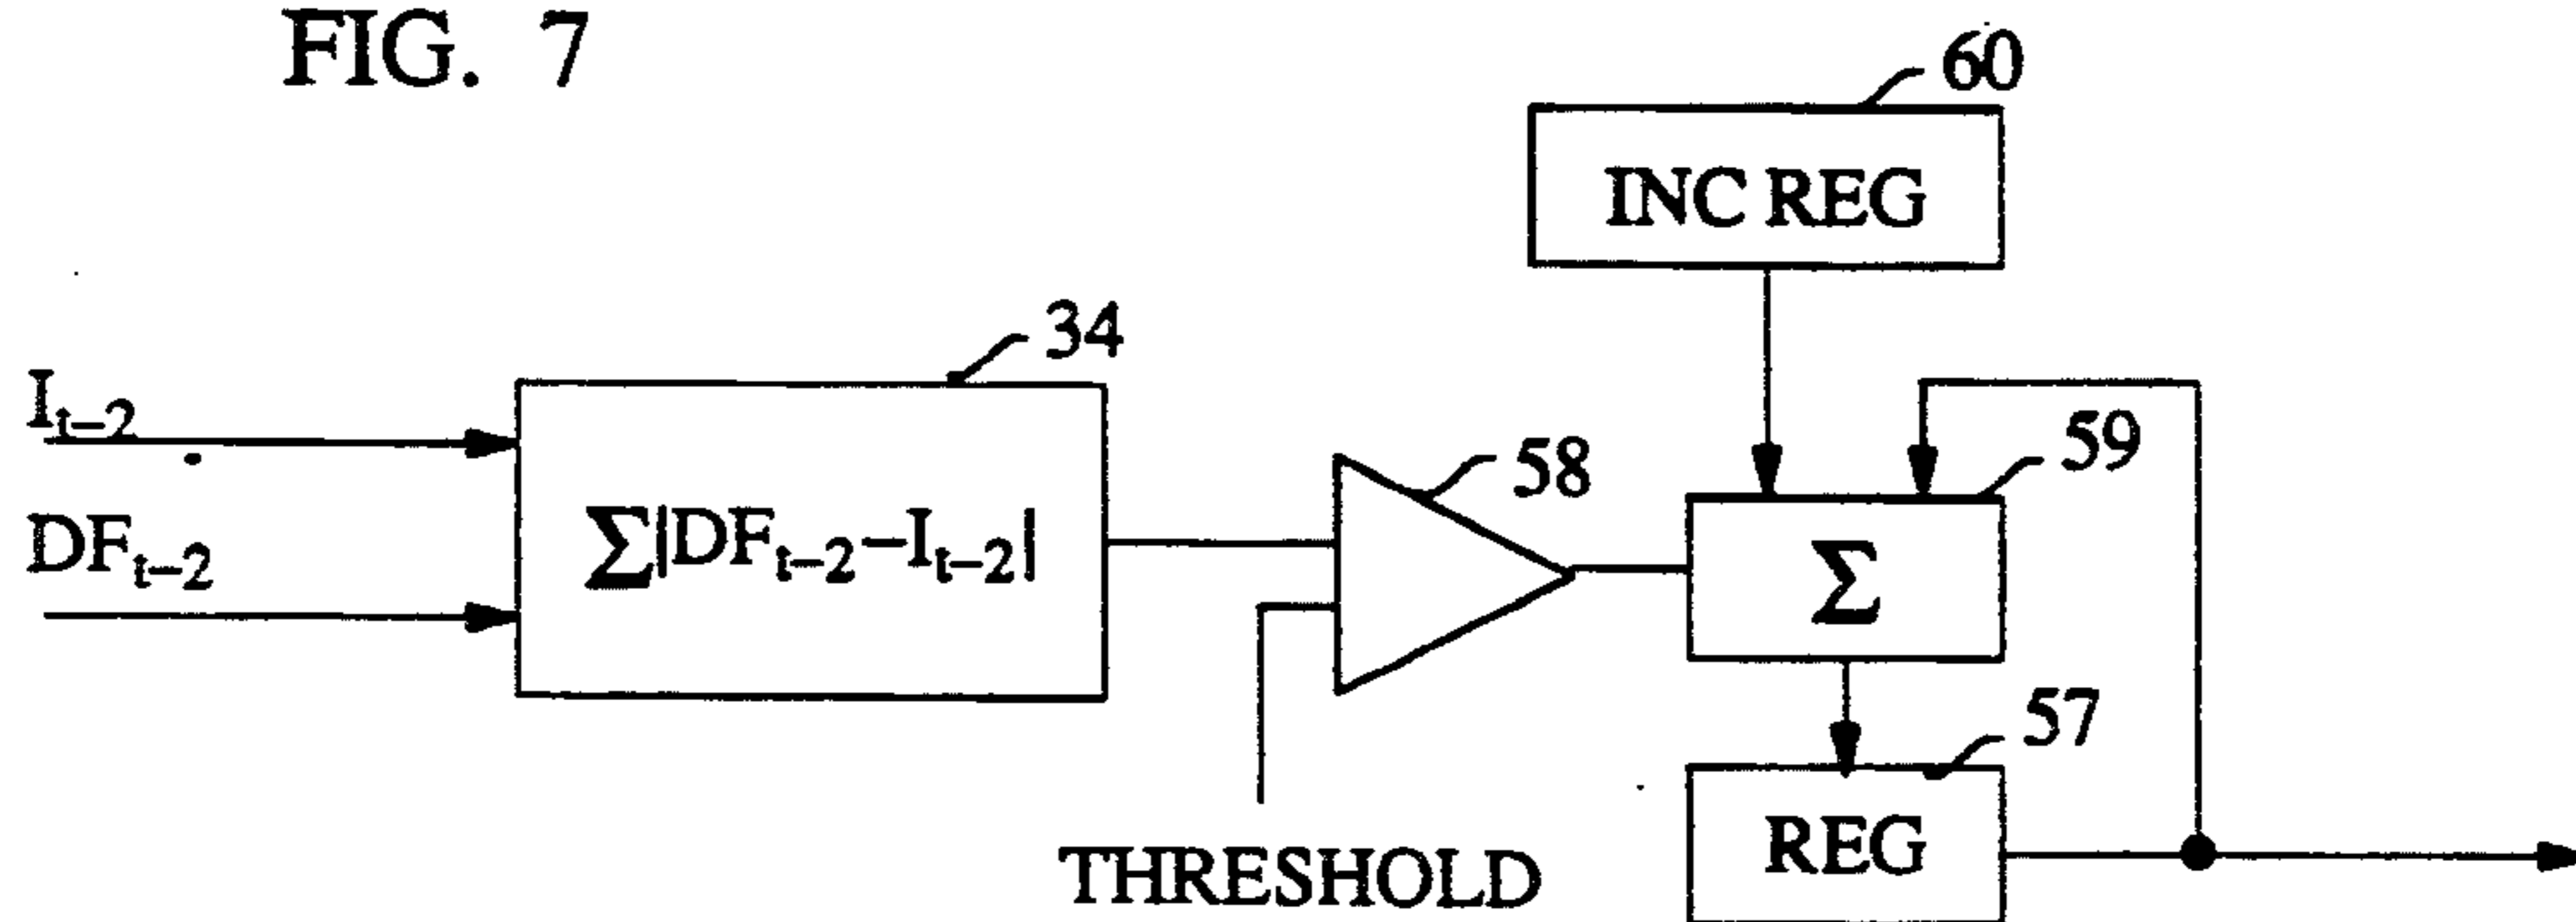 FIG. 7
60
INC REG
34
I_{t-2}
DF_{t-2}
Σ|DF_{t-2}-I_{t-2}|
58
59
Σ
57
REG
THRESHOLD